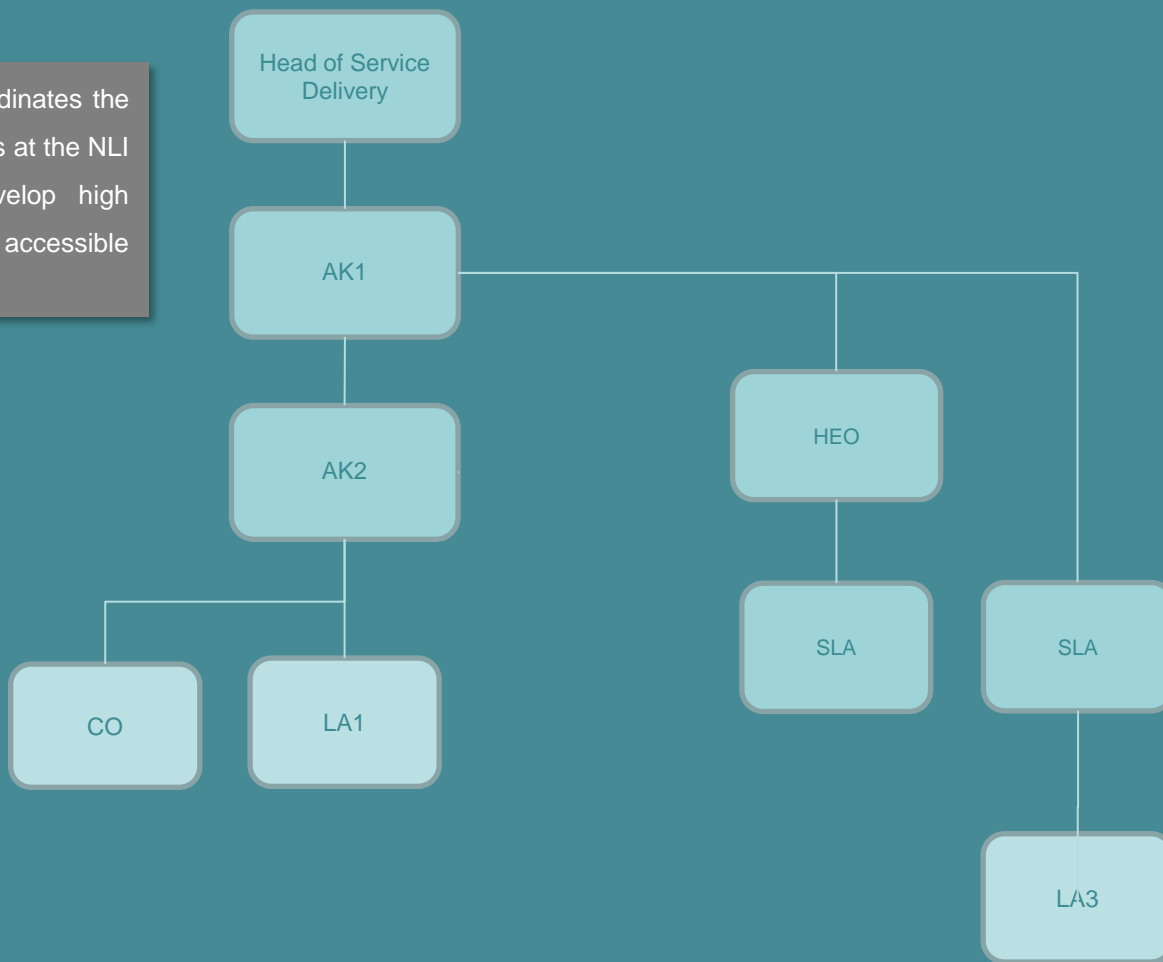 dinates the
s at the NLI
velop high
accessible
Head of Service
Delivery
AK1
AK2
HEO
SLA
SLA
CO
LA1
LA3